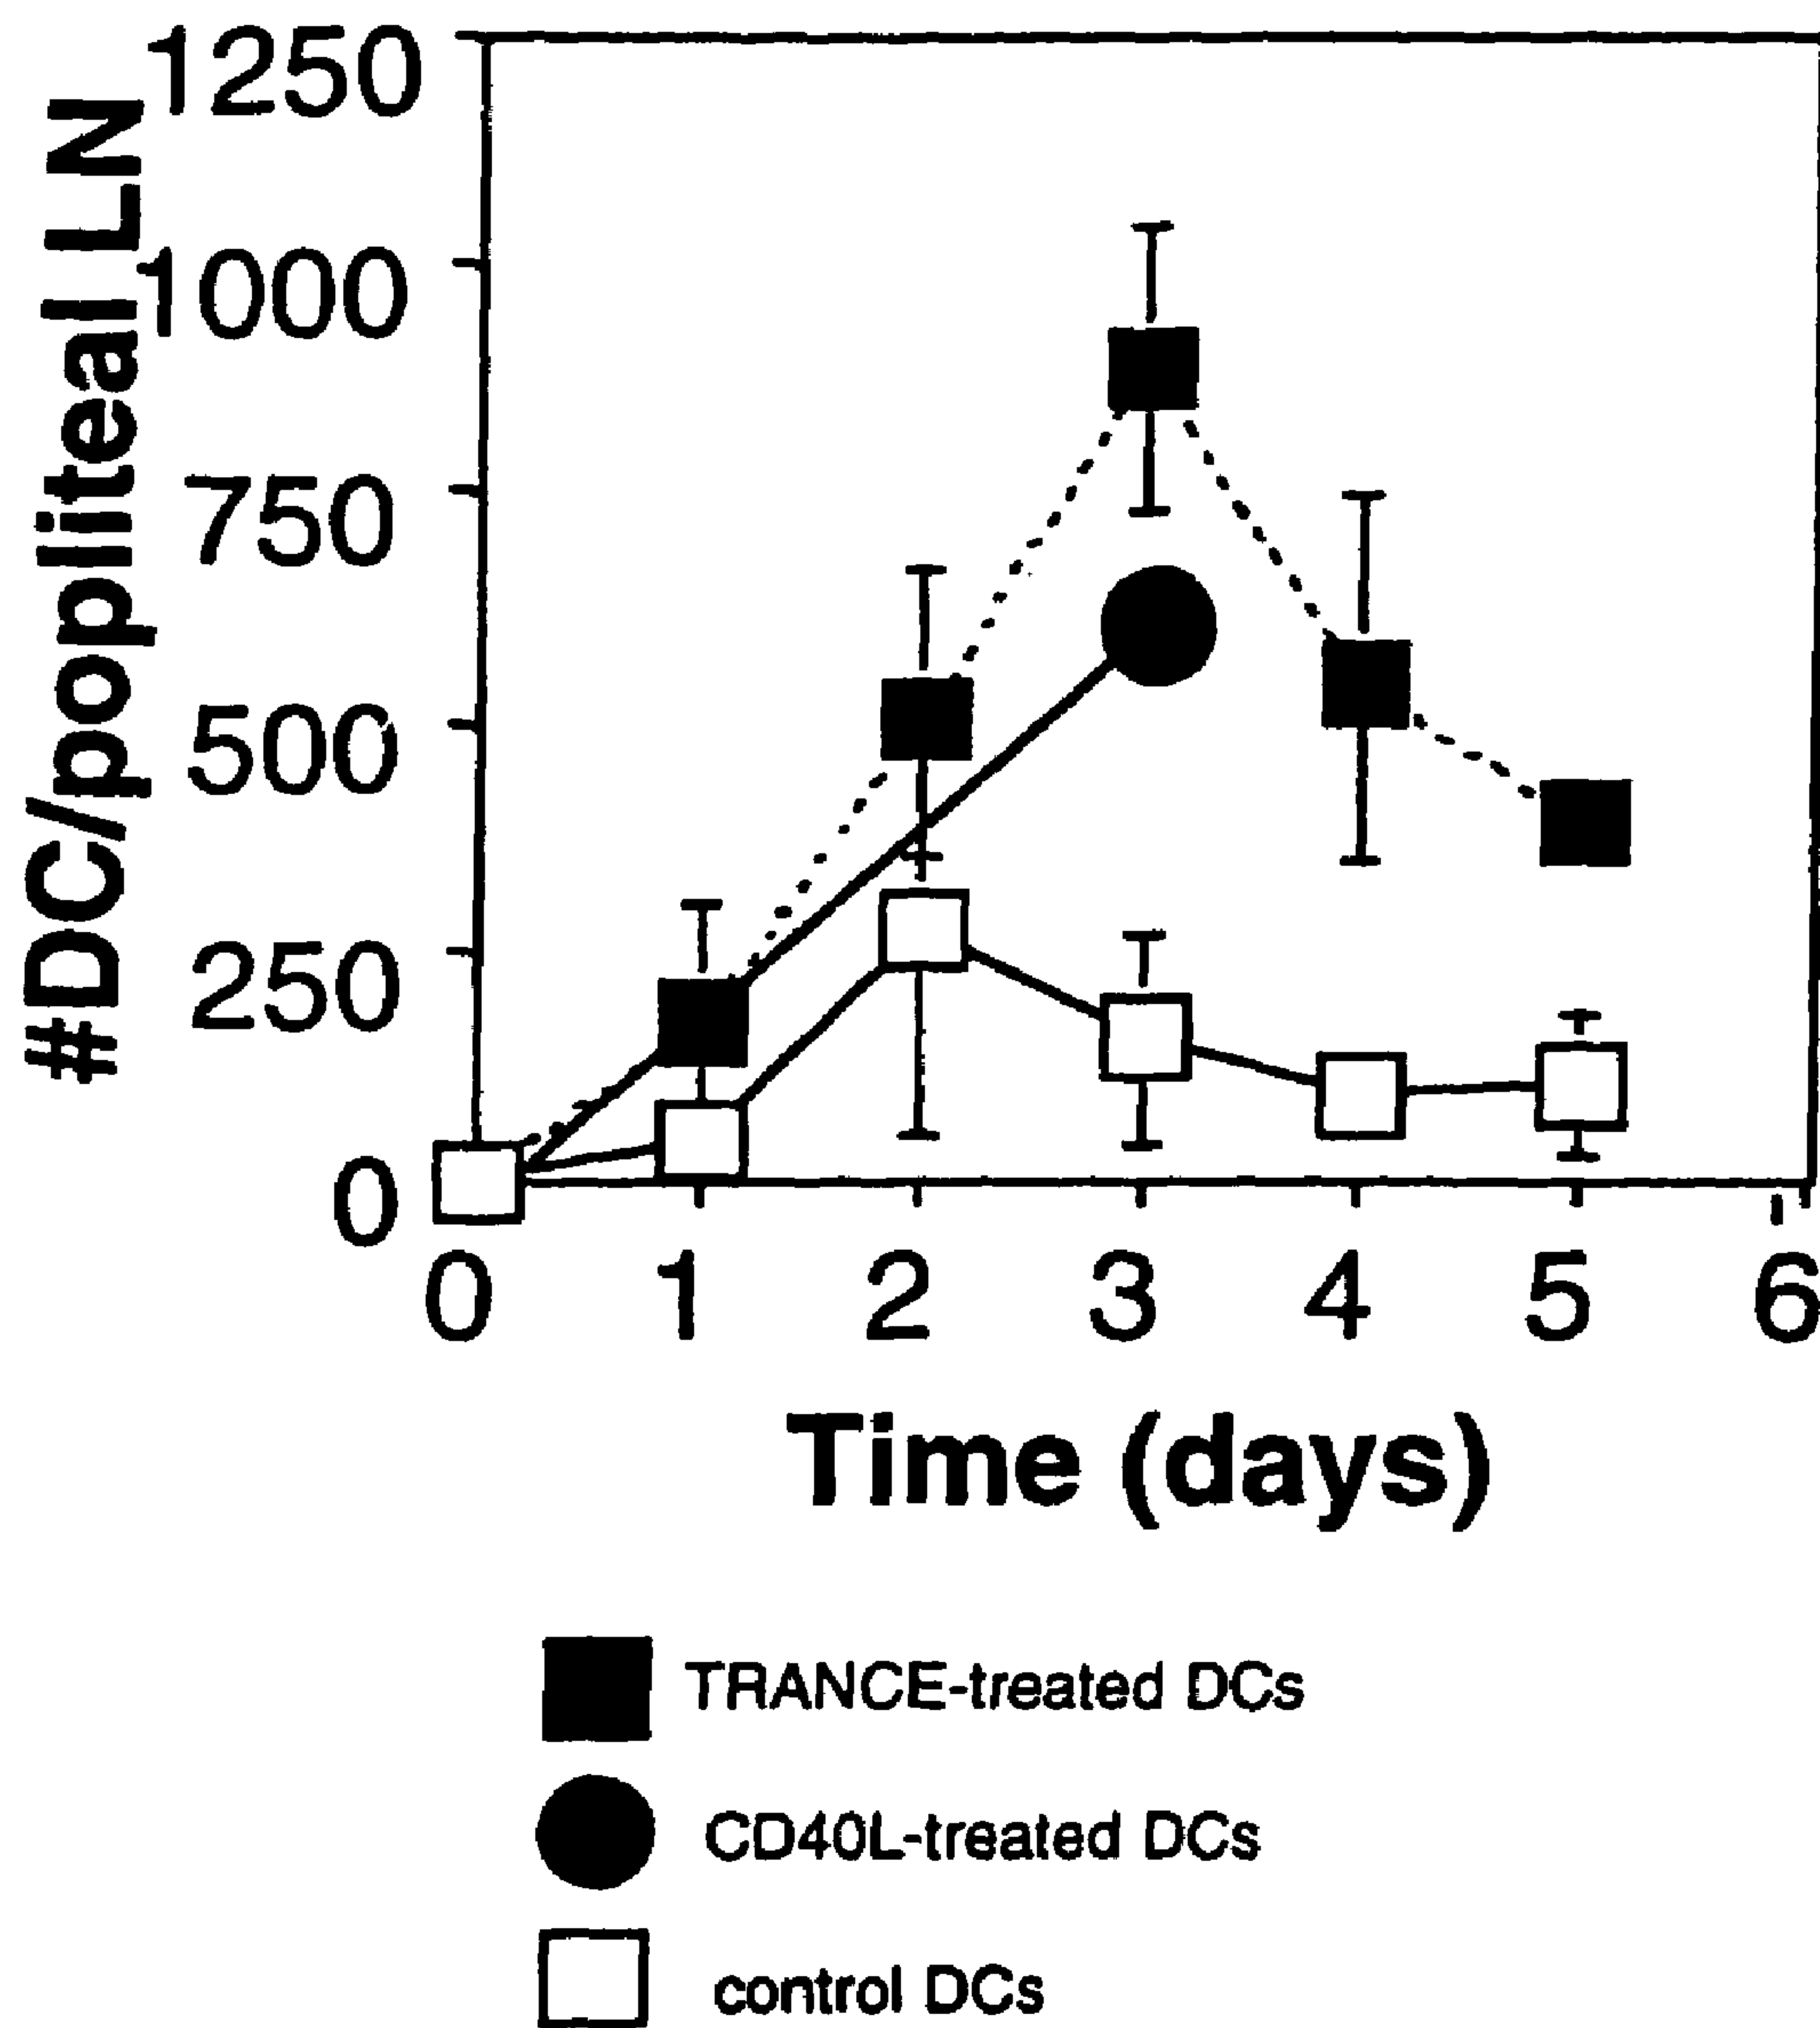 #DC/popliteal LN
1250
1000
750
500
250
0
0 1 2 3 4 5 6
Time (days)
TRANCE-treated DCs
CD40L-treated DCs
control DCs